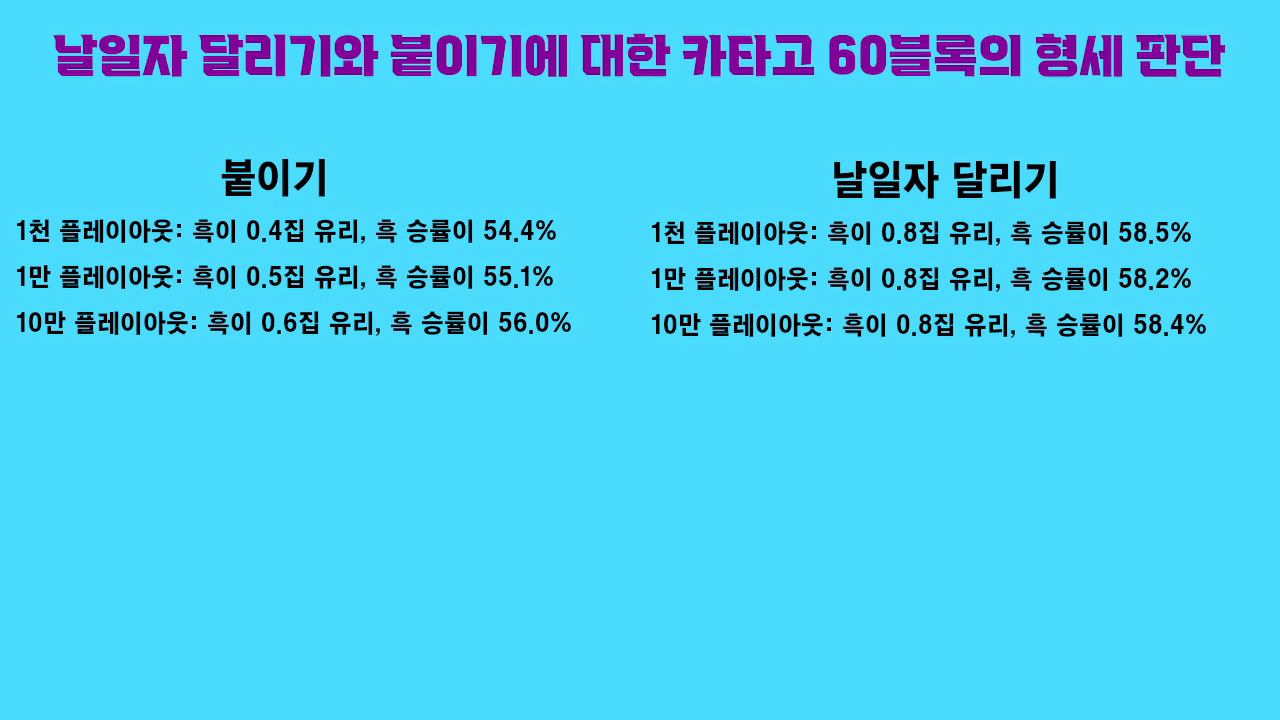 날일자 달리기와 붙이기에 대한 카타고 60블록의 형세 판단
붙이기
1천 플레이아웃: 흑이 0.4집 유리, 흑 승률이 54.4%
1만 플레이아웃: 흑이 0.5집 유리, 흑 승률이 55.1%
10만 플레이아웃: 흑이 0.6집 유리, 흑 승률이 56.0%
날일자 달리기
1천 플레이아웃: 흑이 0.8집 유리, 흑 승률이 58.5%
1만 플레이아웃: 흑이 0.8집 유리, 흑 승률이 58.2%
10만 플레이아웃: 흑이 0.8집 유리, 흑 승률이 58.4%